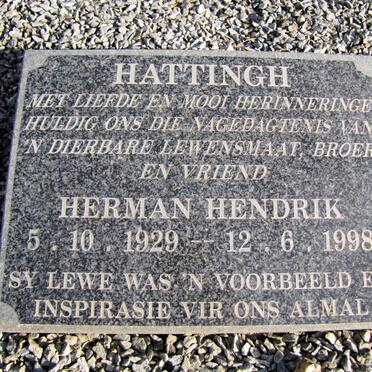 HATTINGH
MET LIEFDE EN MOOI HERINNERINGE
HULDIG ONS DIE NAGEDAGTENIS VAN
'N DIERBARE LEWENSMAAT, BROER
EN VRIEND
HERMAN HENDRIK
5 . 10 . 1929 — 12 . 6 . 1998
SY LEWE WAS 'N VOORBEELD E
INSPIRASIE VIR ONS ALMAL